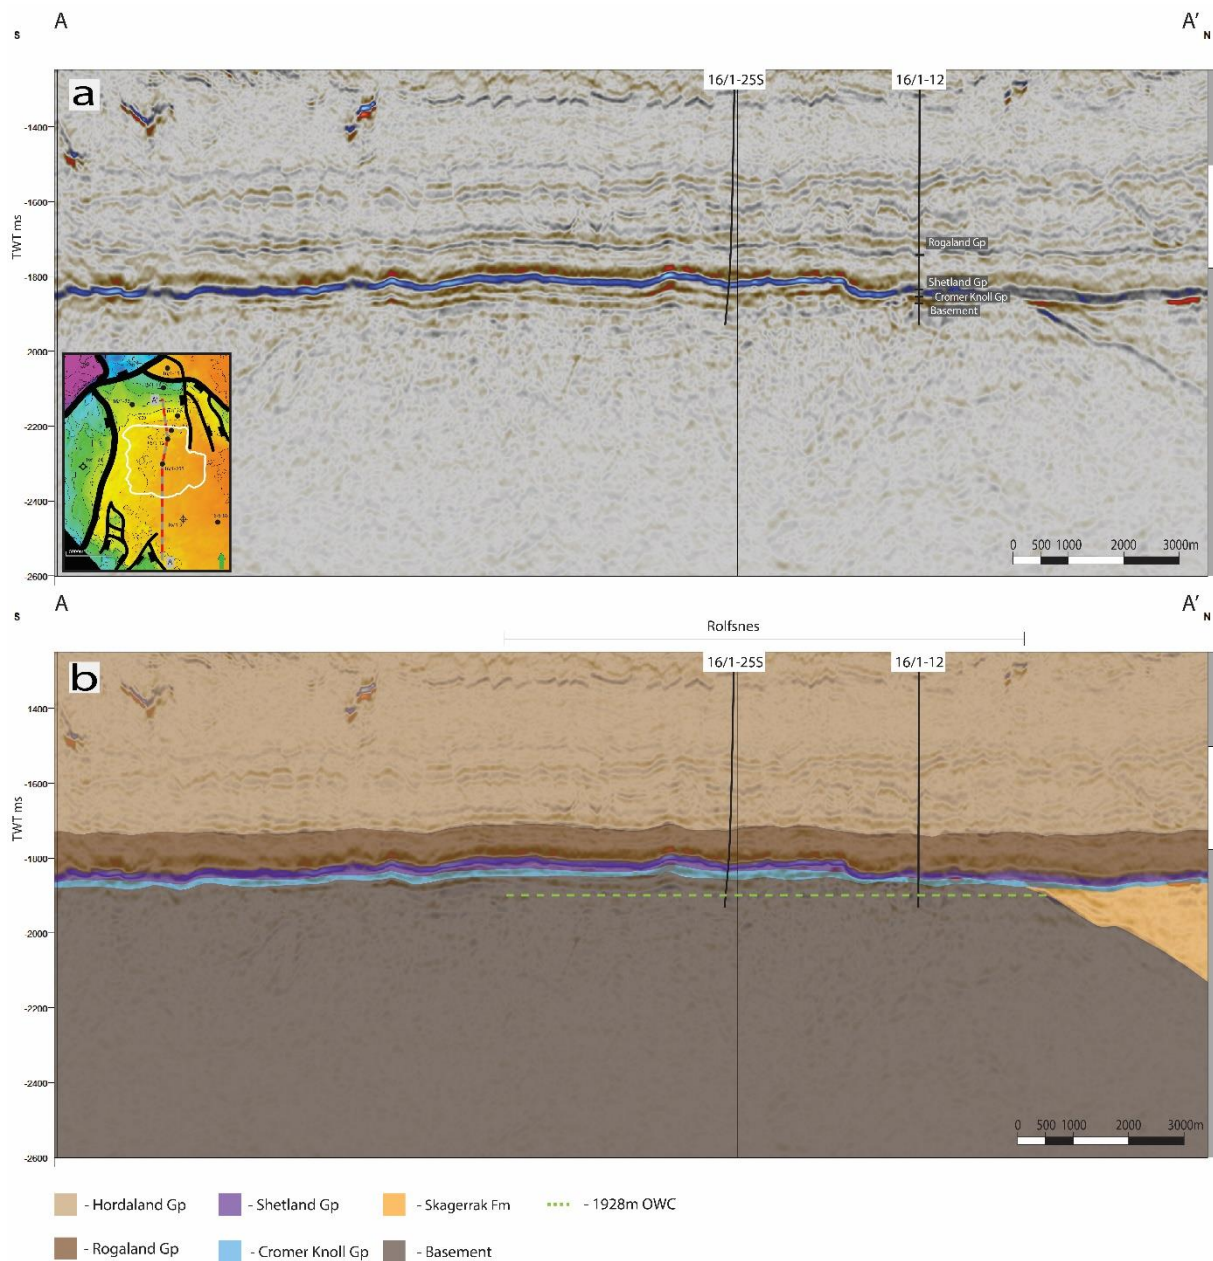 A
A'
S
N
a
16/1-25S
16/1-12
-1400
-1600
TWT ms
Rogaland Gp
-1800
Shetland Gp
Cromer Knoll Gp
Basement
-2000
-2200
-2400
0 500 1000 2000 3000m
-2600
A
A'
S
N
Rolfsnes
b
16/1-25S
16/1-12
-1400
-1600
TWT ms
-1800
-2000
-2200
-2400
0 500 1000 2000 3000m
-2600
- Hordaland Gp
- Shetland Gp
- Skagerrak Fm
- 1928m OWC
- Rogaland Gp
- Cromer Knoll Gp
- Basement